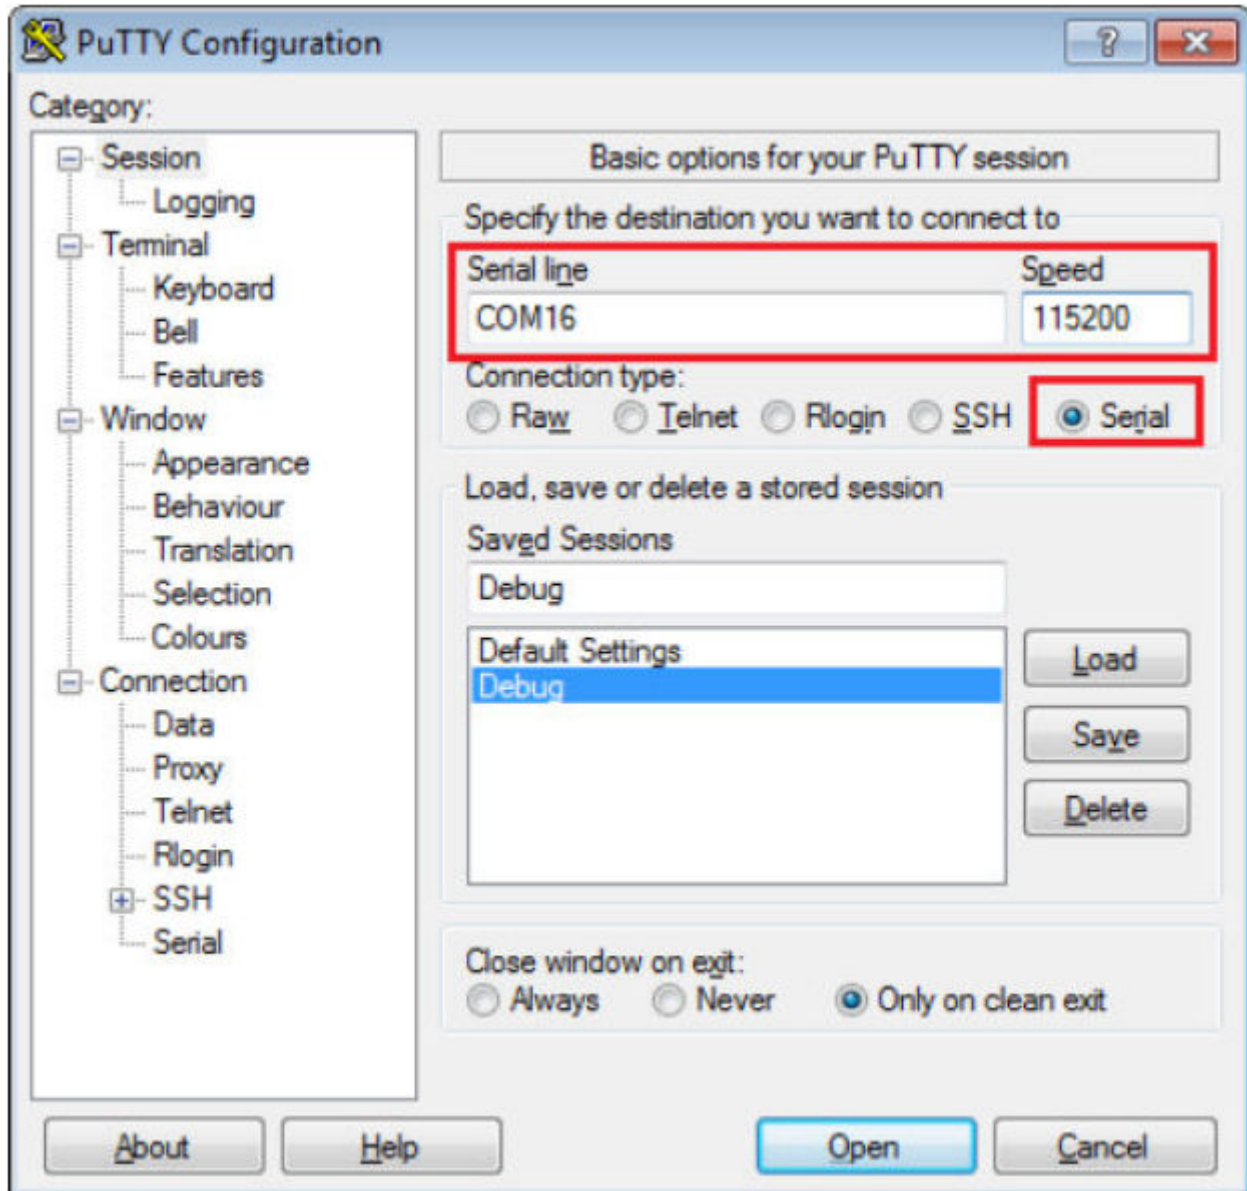 PuTTY Configuration
Category:
Session
Logging
Terminal
Keyboard
Bell
Features
Window
Appearance
Behaviour
Translation
Selection
Colours
Connection
Data
Proxy
Telnet
Rlogin
SSH
Serial
Basic options for your PuTTY session
Specify the destination you want to connect to
Serial line Speed
COM16 115200
Connection type:
Raw Telnet Rlogin SSH Serial
Load, save or delete a stored session
Saved Sessions
Debug
Default Settings
Debug
Load
Save
Delete
Close window on exit:
Always Never Only on clean exit
About Help Open Cancel